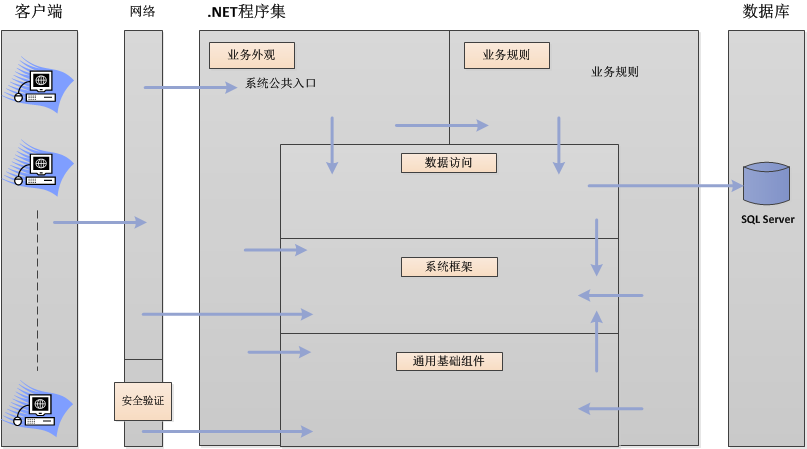 客户端
网络
.NET程序集
数据库
业务外观
业务规则
系统公共入口
业务规则
数据访问
SQL Server
系统框架
通用基础组件
安全验证